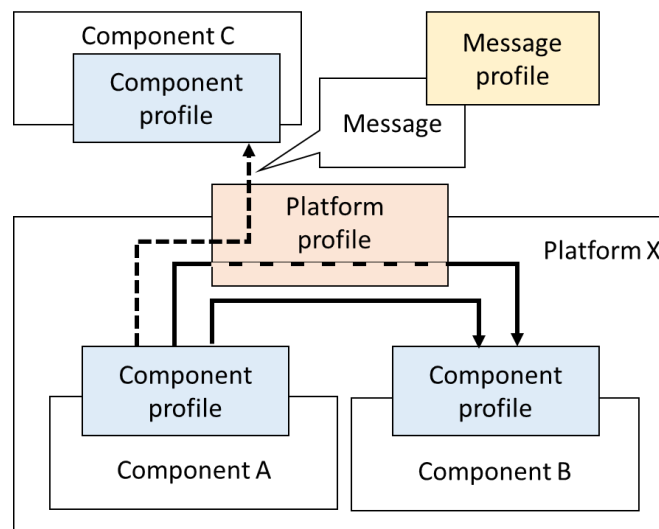 Component C
Component
profile
Message
profile
Message
Platform
profile
Platform X
Component
profile
Component
profile
Component A
Component B